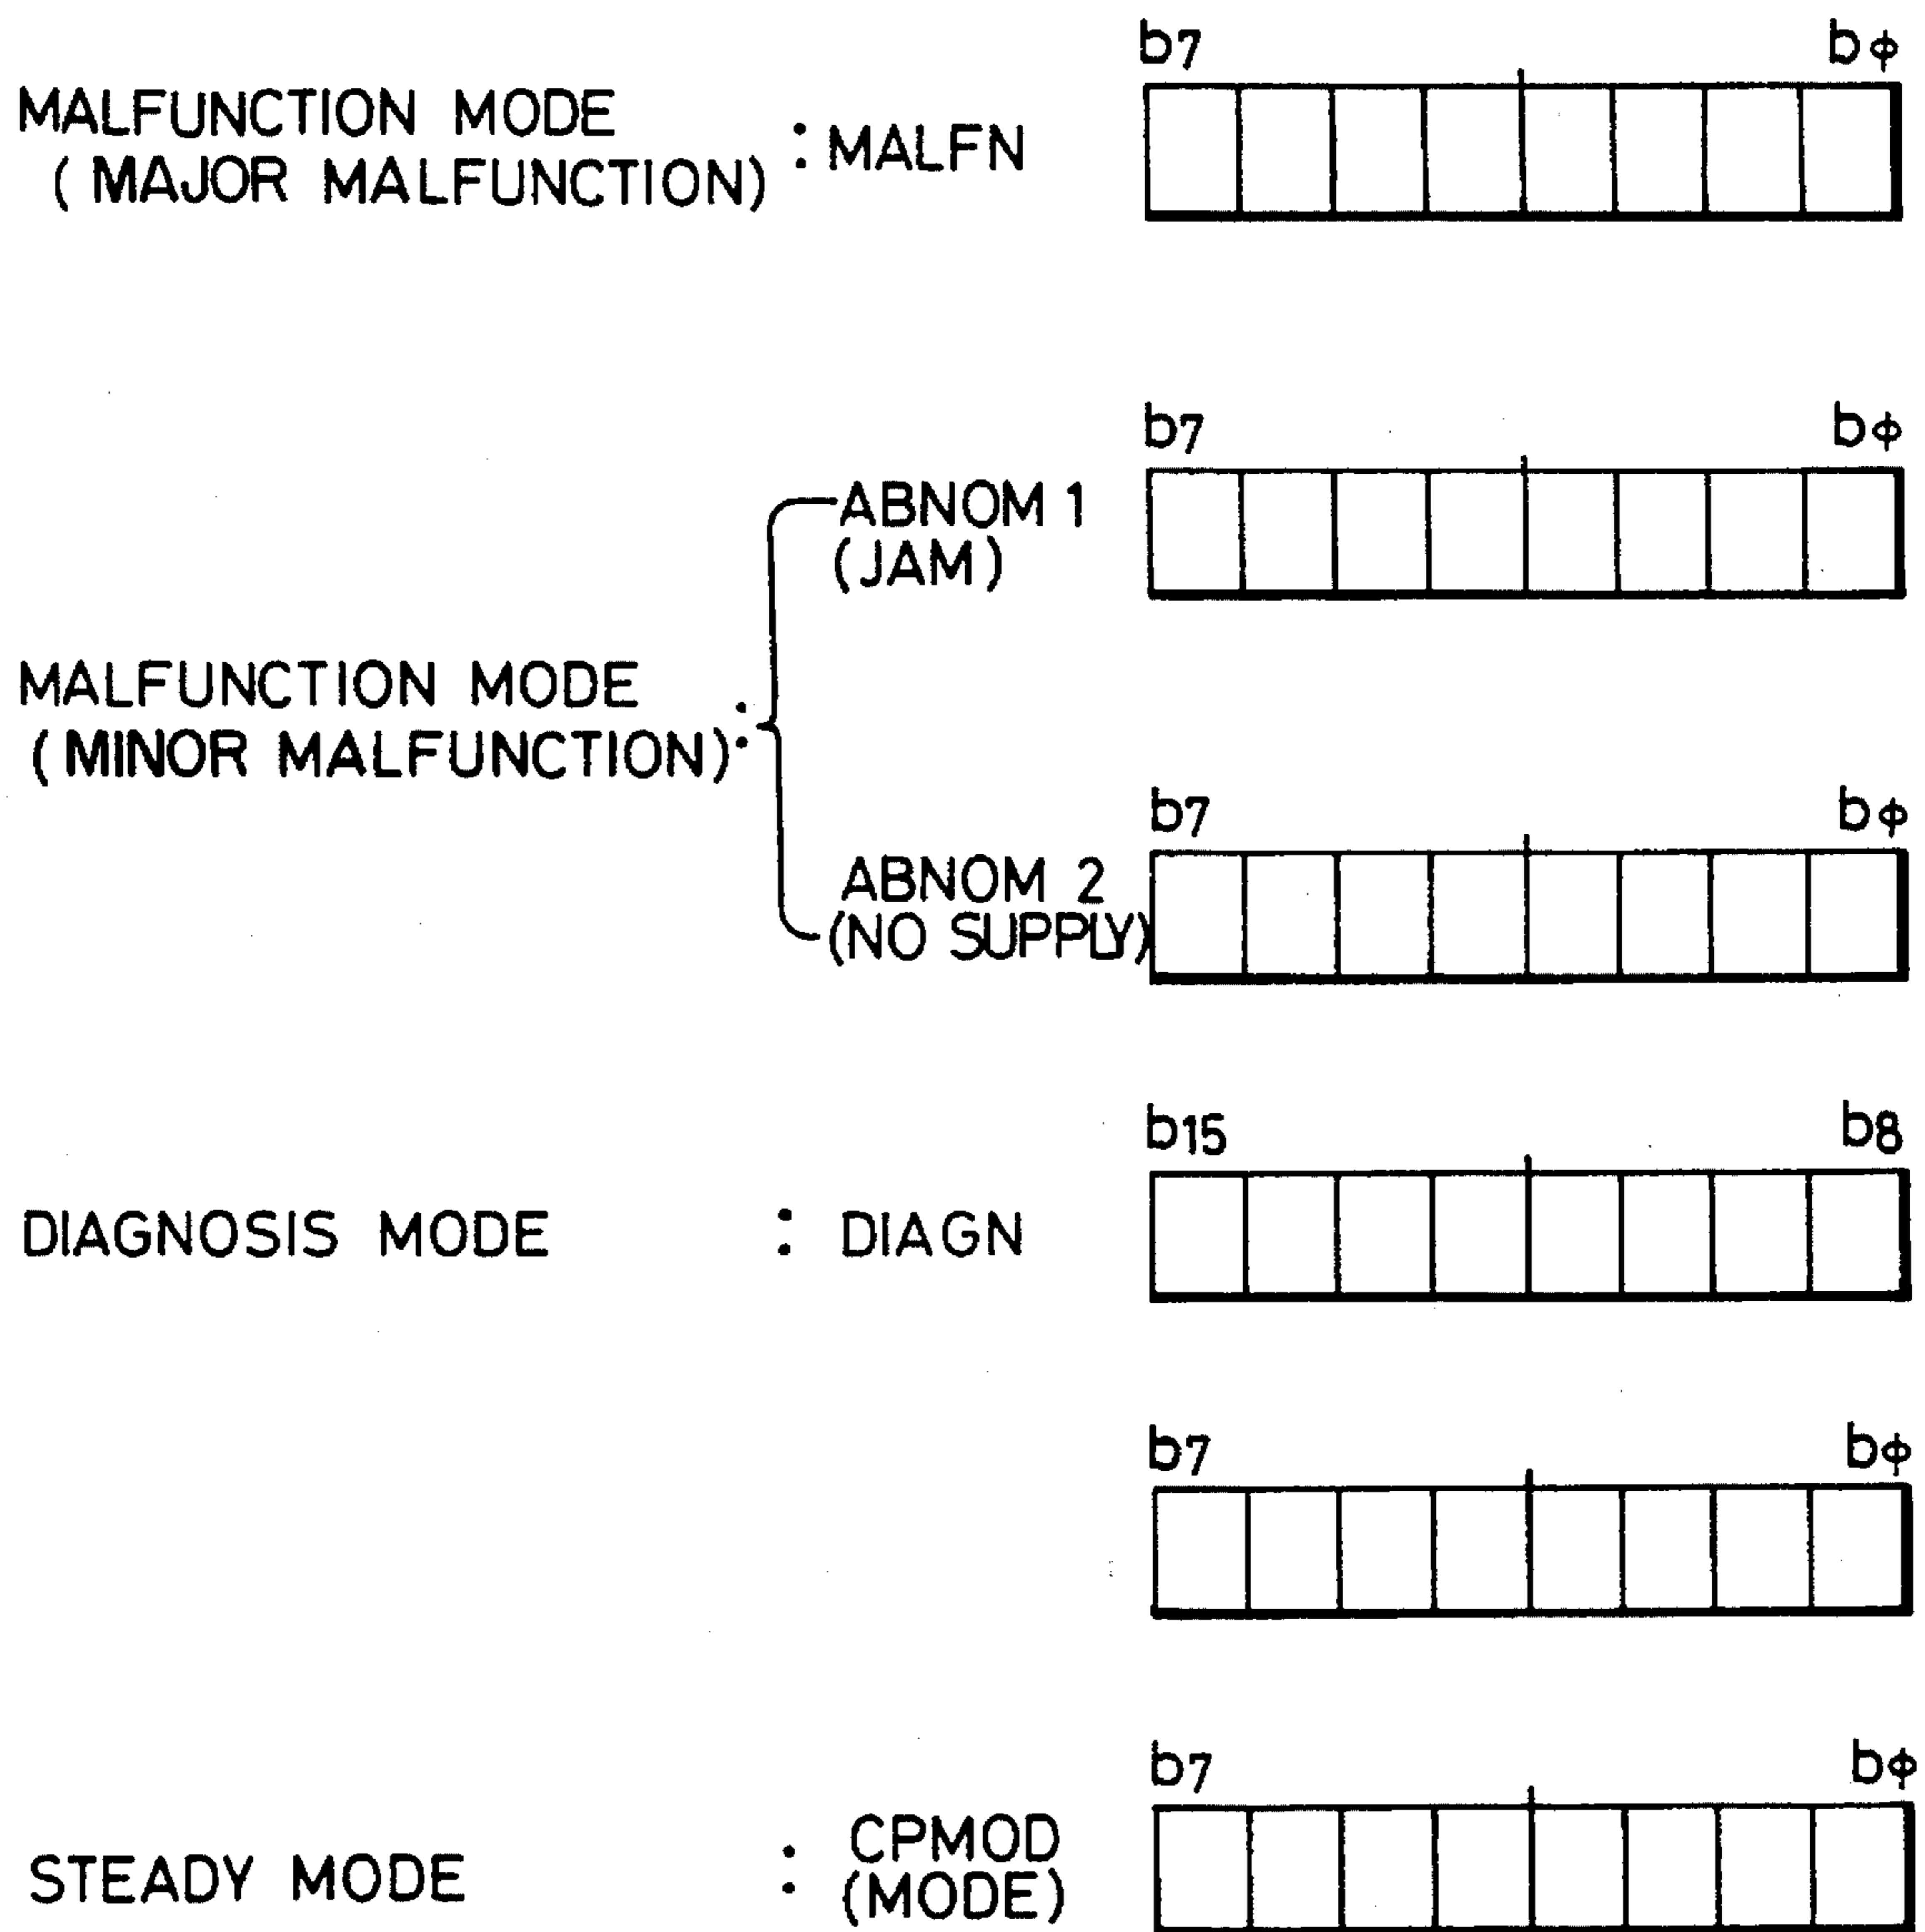 b7 bϕ
MALFUNCTION MODE
(MAJOR MALFUNCTION) : MALFN
b7 bϕ
ABNOM 1
(JAM)
MALFUNCTION MODE
(MINOR MALFUNCTION) :
b7 bϕ
ABNOM 2
(NO SUPPLY)
b15 b8
DIAGNOSIS MODE : DIAGN
b7 bϕ
b7 bϕ
STEADY MODE : CPMOD
(MODE)